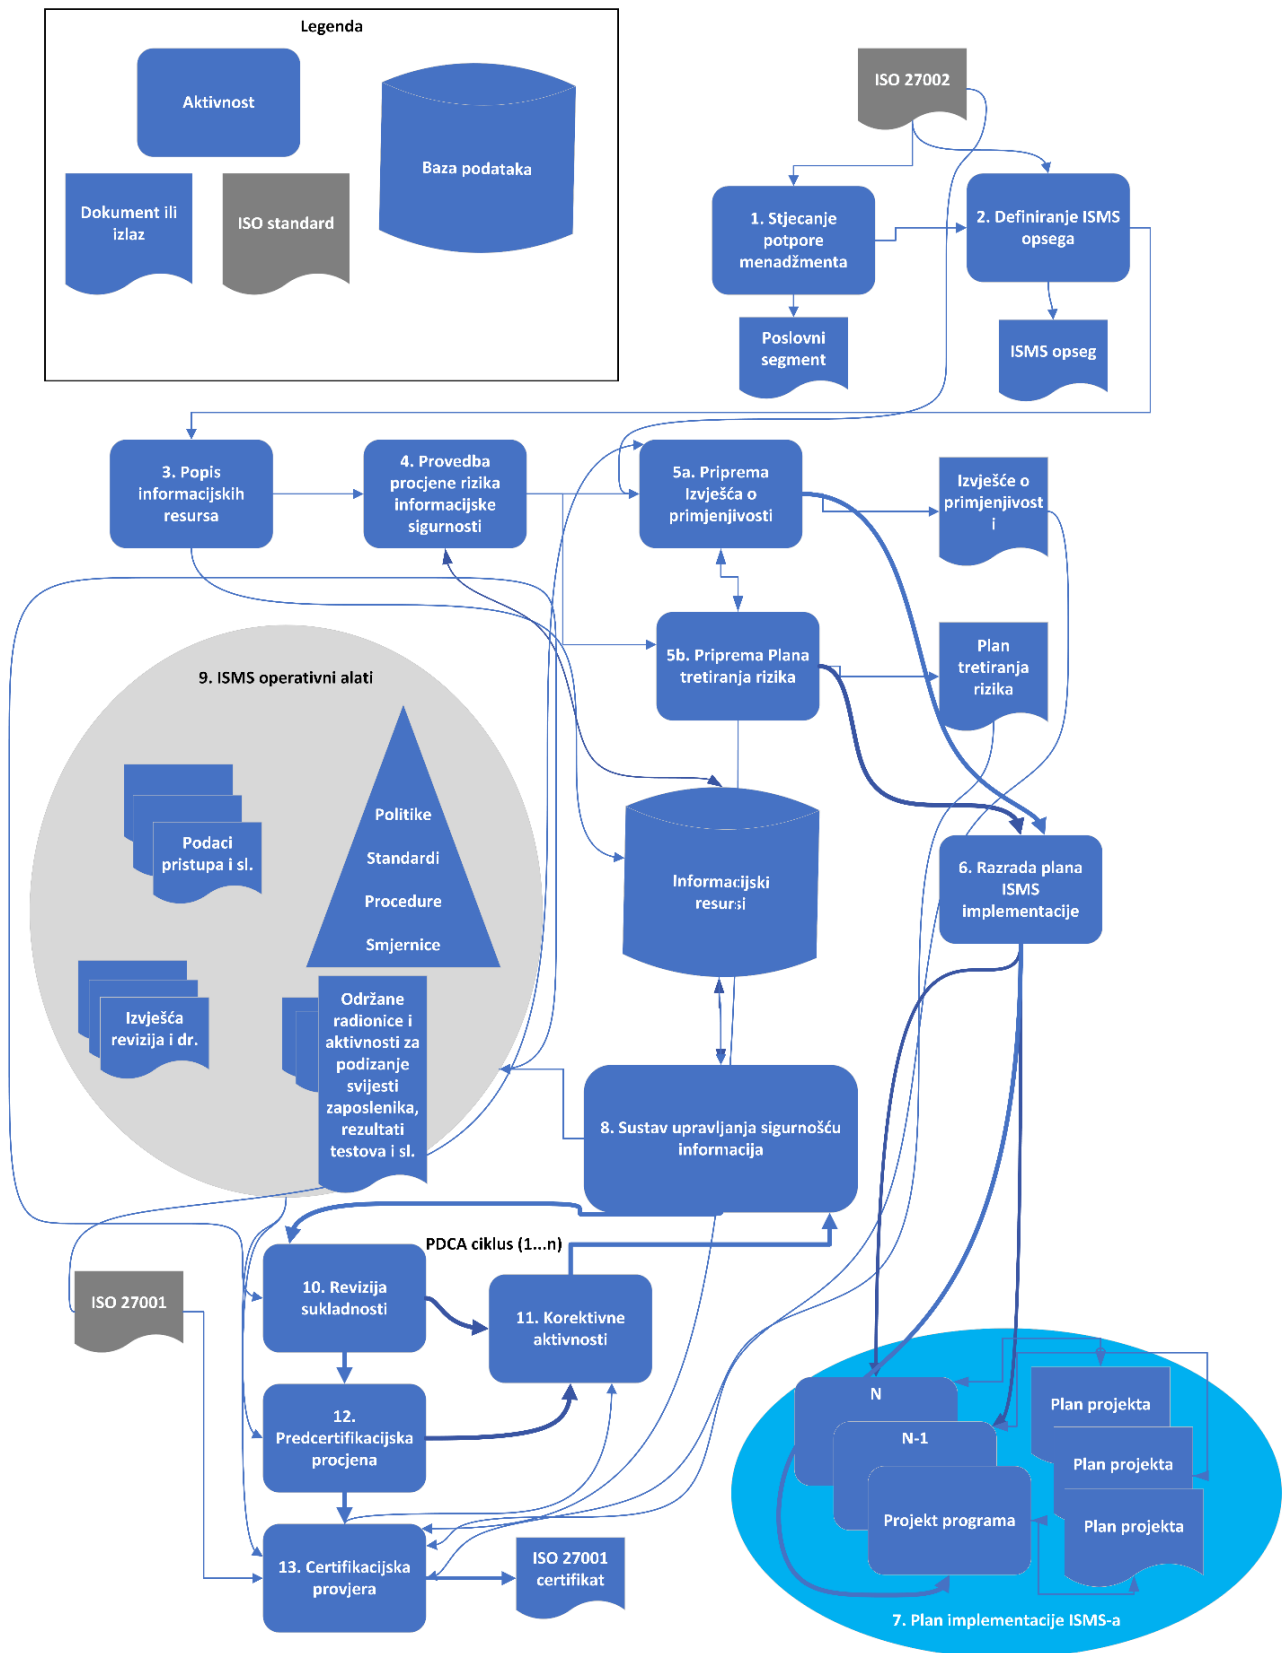 Legenda
Aktivnost
Baza podataka
Dokument ili
izlaz
ISO standard
ISO 27002
1. Stjecanje
potpore
menadžmenta
2. Definiranje ISMS
opsega
Poslovni
segment
ISMS opseg
3. Popis
informacijskih
resursa
4. Provedba
procjene rizika
informacijske
sigurnosti
5a. Priprema
Izvješća o
primjenjivosti
Izvješće o
primjenjivost
i
5b. Priprema Plana
tretiranja rizika
Plan
tretiranja
rizika
9. ISMS operativni alati
Politike
Standardi
Procedure
Smjernice
Podaci
pristupa i sl.
Informacijski
resursi
6. Razrada plana
ISMS
implementacije
Izvješća
revizija i dr.
Održane
radionice i
aktivnosti za
podizanje
svijesti
zaposlenika,
rezultati
testova i sl.
8. Sustav upravljanja sigurnošću
informacija
PDCA ciklus (1...n)
10. Revizija
sukladnosti
ISO 27001
11. Korektivne
aktivnosti
12.
Predcertifikacijska
procjena
13. Certifikacijska
provjera
ISO 27001
certifikat
N
N-1
Projekt programa
Plan projekta
Plan projekta
Plan projekta
7. Plan implementacije ISMS-a